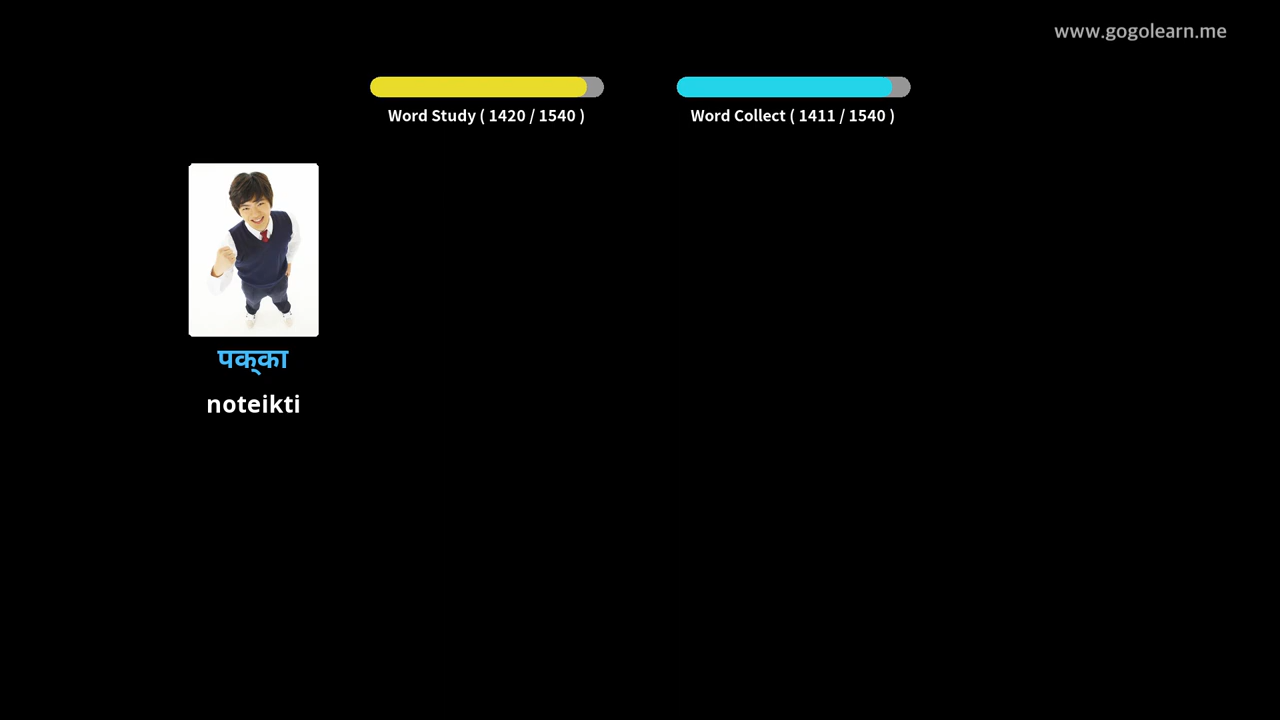 www.gogolearn.me
Word Study ( 1420 / 1540 )
Word Collect ( 1411 / 1540 )
पक्‌का
noteikti